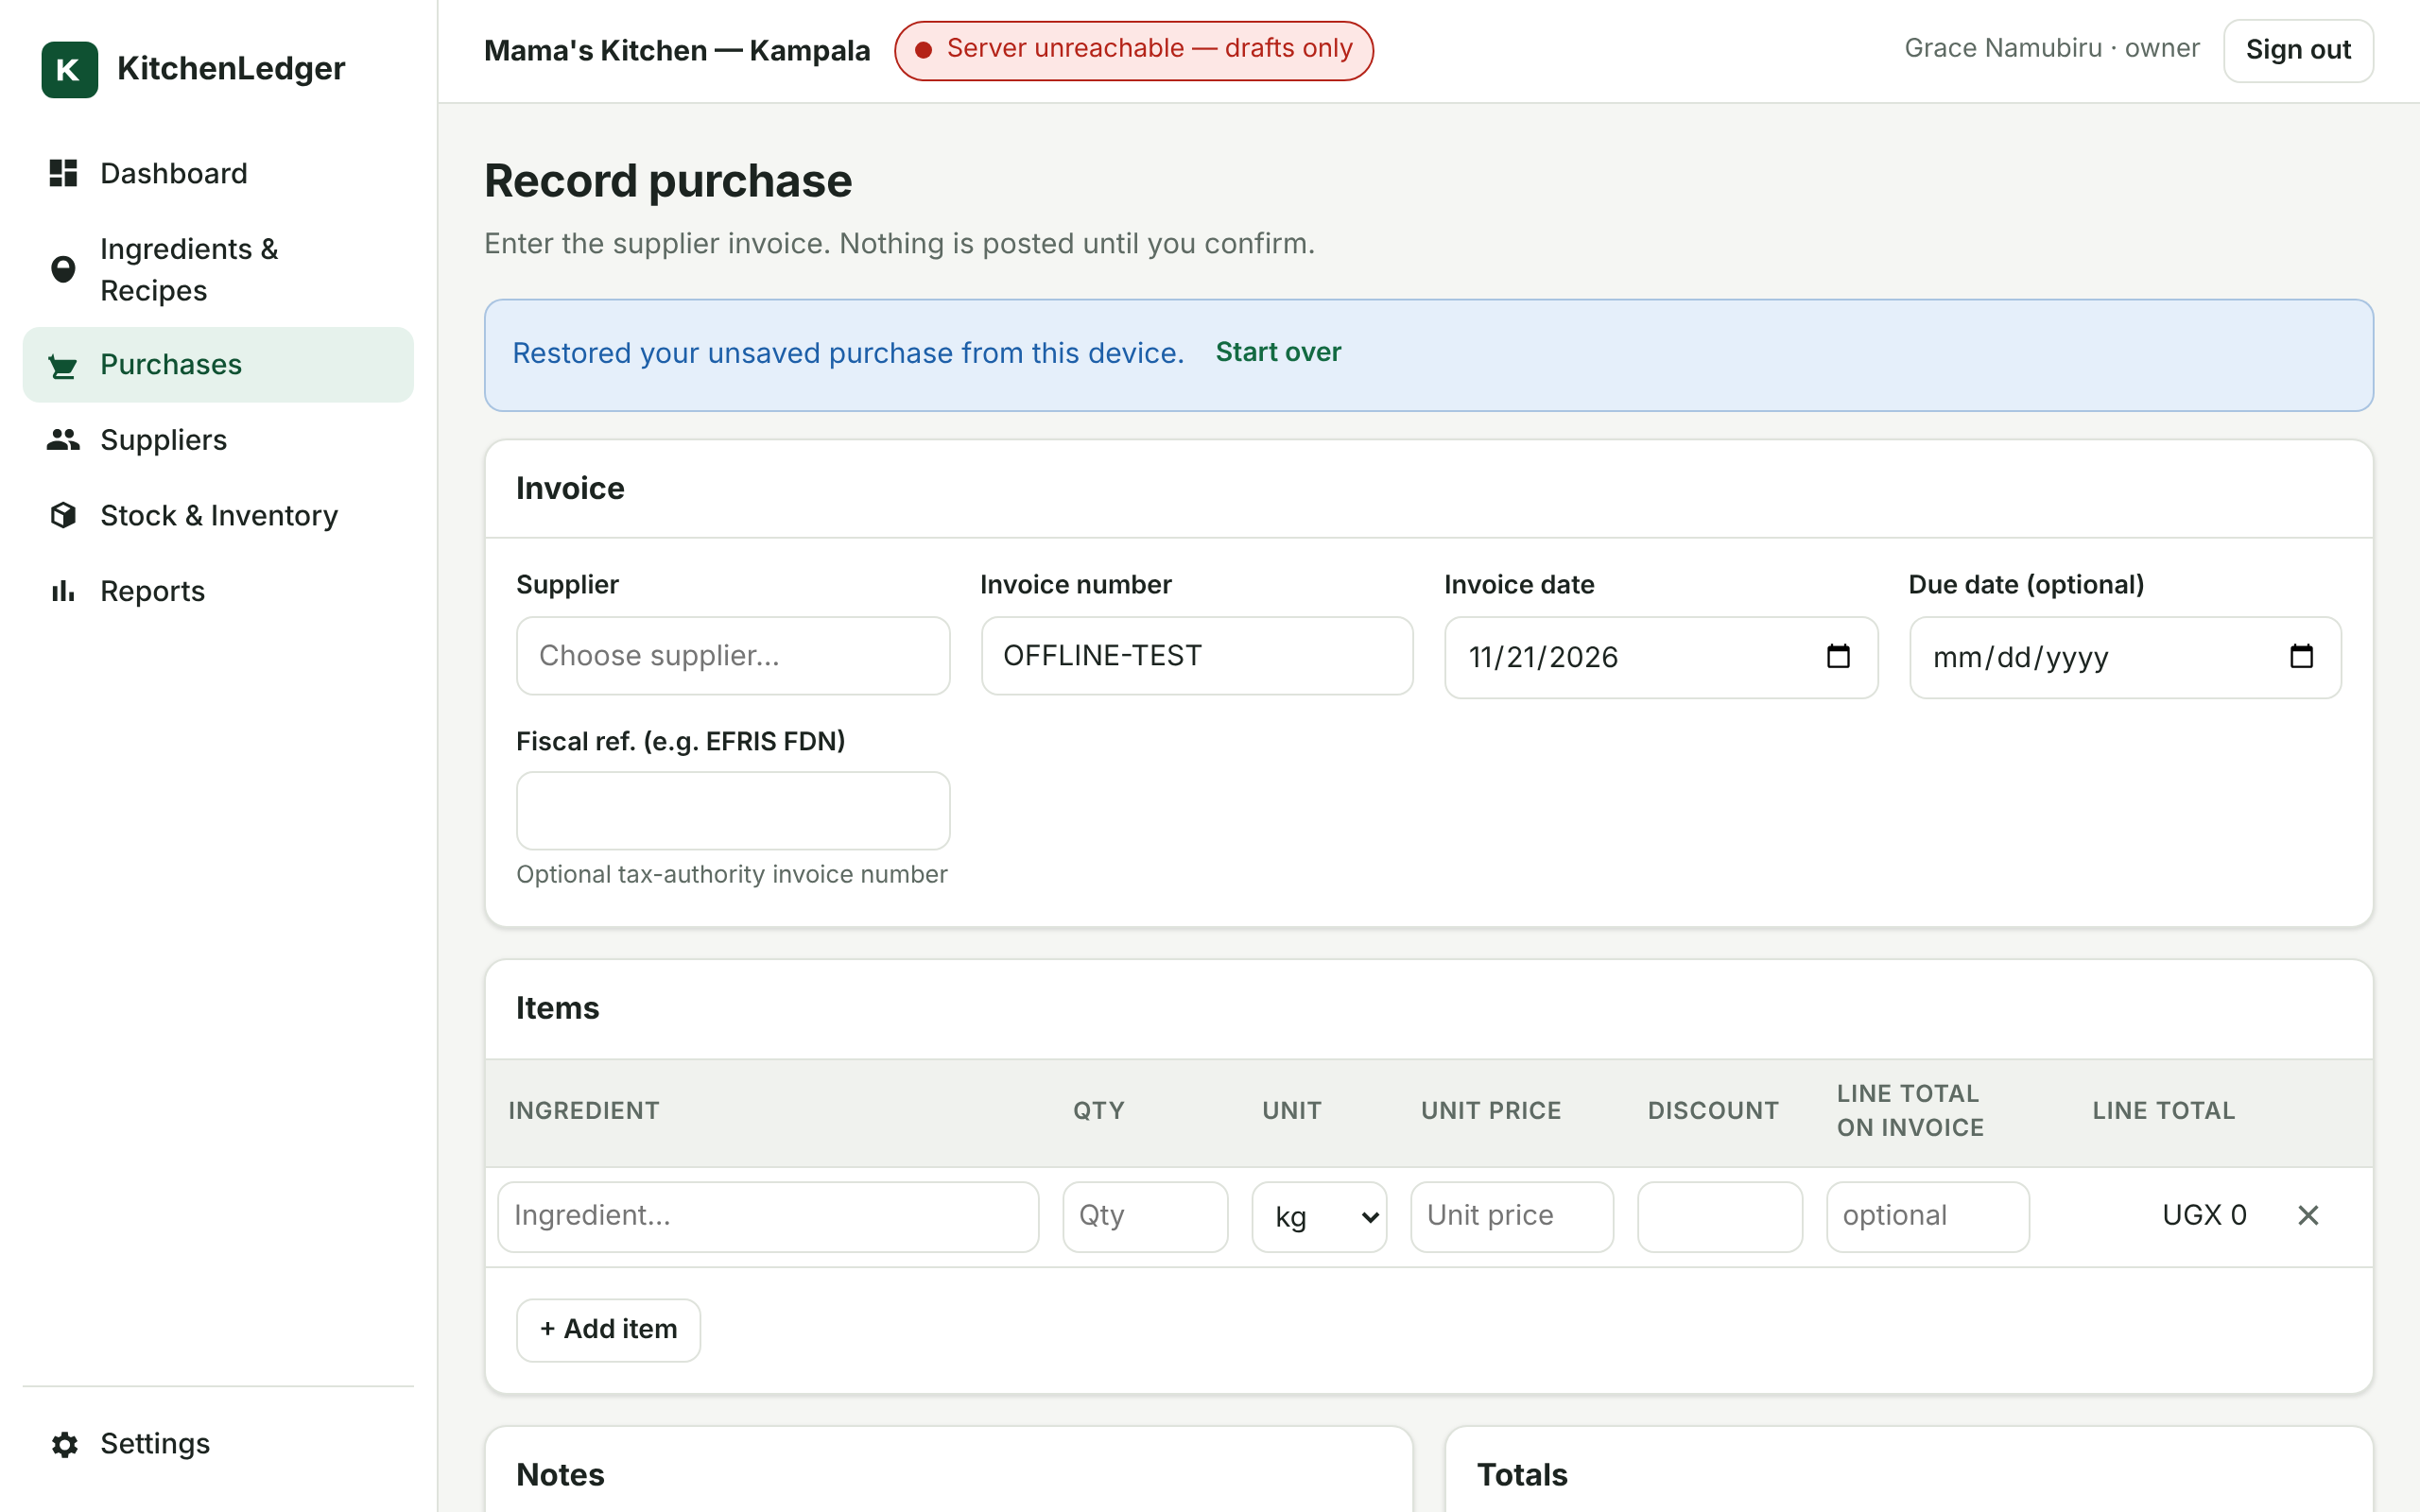 K KitchenLedger
Mama's Kitchen — Kampala
Server unreachable — drafts only
Grace Namubiru · owner
Sign out
Dashboard
Ingredients &
Recipes
Purchases
Suppliers
Stock & Inventory
Reports
Settings
Record purchase
Enter the supplier invoice. Nothing is posted until you confirm.
Restored your unsaved purchase from this device. Start over
Invoice
Supplier
Choose supplier...
Invoice number
OFFLINE-TEST
Invoice date
11/21/2026
Due date (optional)
mm/dd/yyyy
Fiscal ref. (e.g. EFRIS FDN)
Optional tax-authority invoice number
Items
INGREDIENT QTY UNIT UNIT PRICE DISCOUNT LINE TOTAL
ON INVOICE LINE TOTAL
Ingredient... Qty kg Unit price optional UGX 0 ✕
+ Add item
Notes
Totals